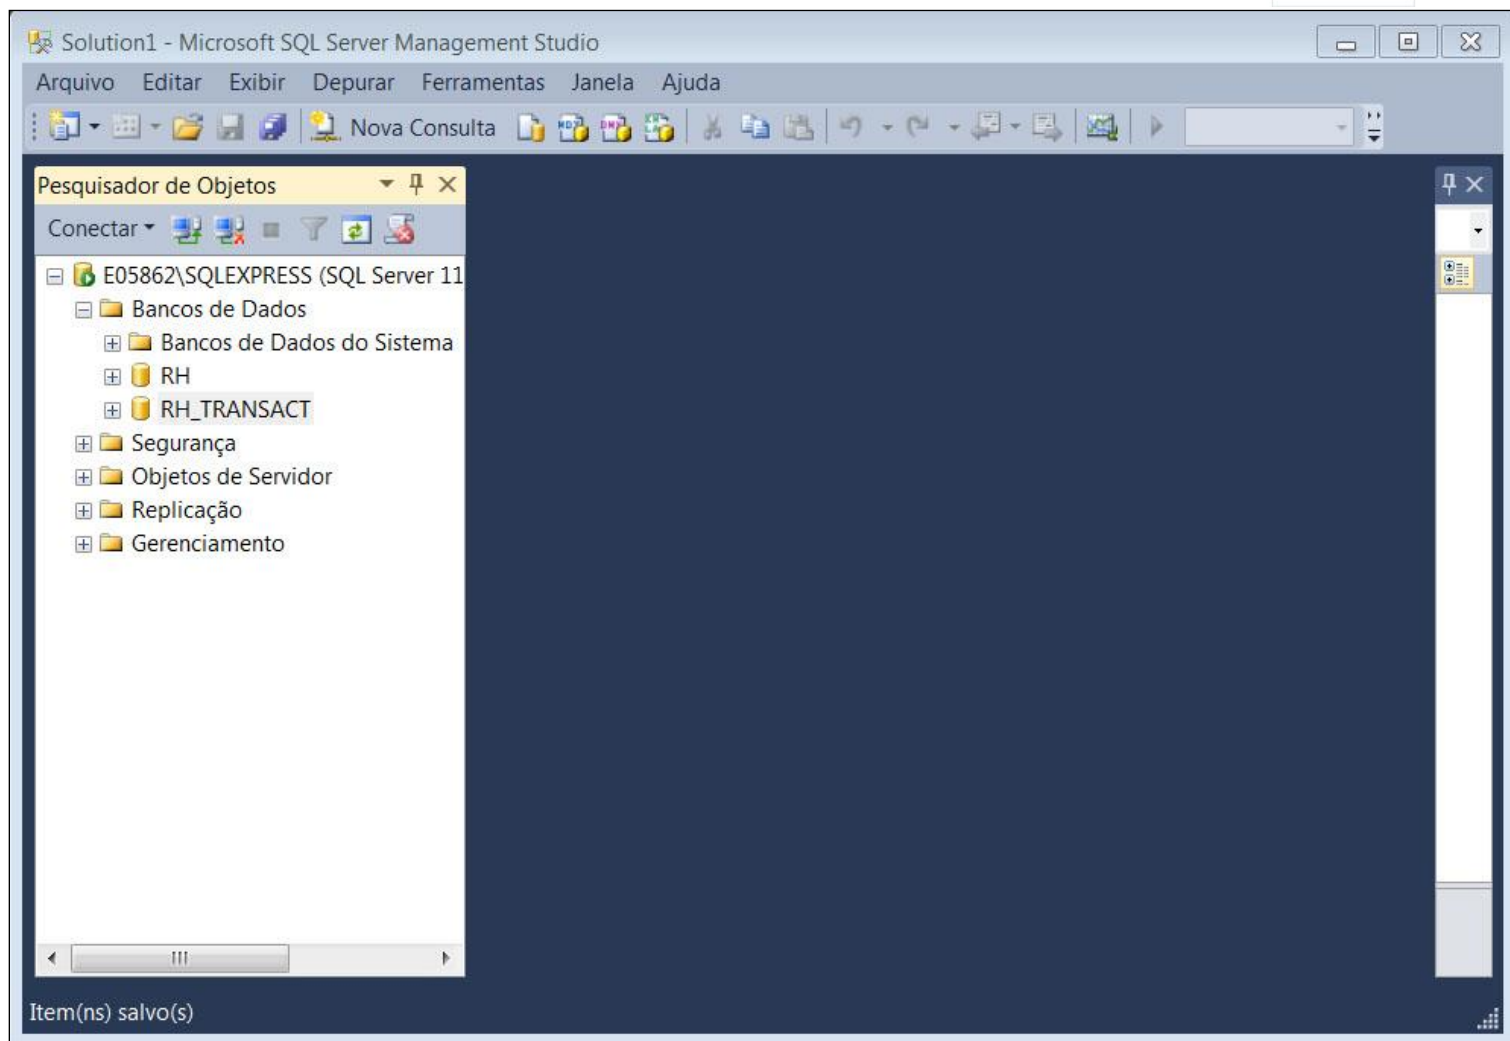 Solution1 - Microsoft SQL Server Management Studio
Arquivo Editar Exibir Depurar Ferramentas Janela Ajuda
Nova Consulta
Pesquisador de Objetos
Conectar
E05862\SQLEXPRESS (SQL Server 11
Bancos de Dados
Bancos de Dados do Sistema
RH
RH_TRANSACT
Segurança
Objetos de Servidor
Replicação
Gerenciamento
Item(ns) salvo(s)